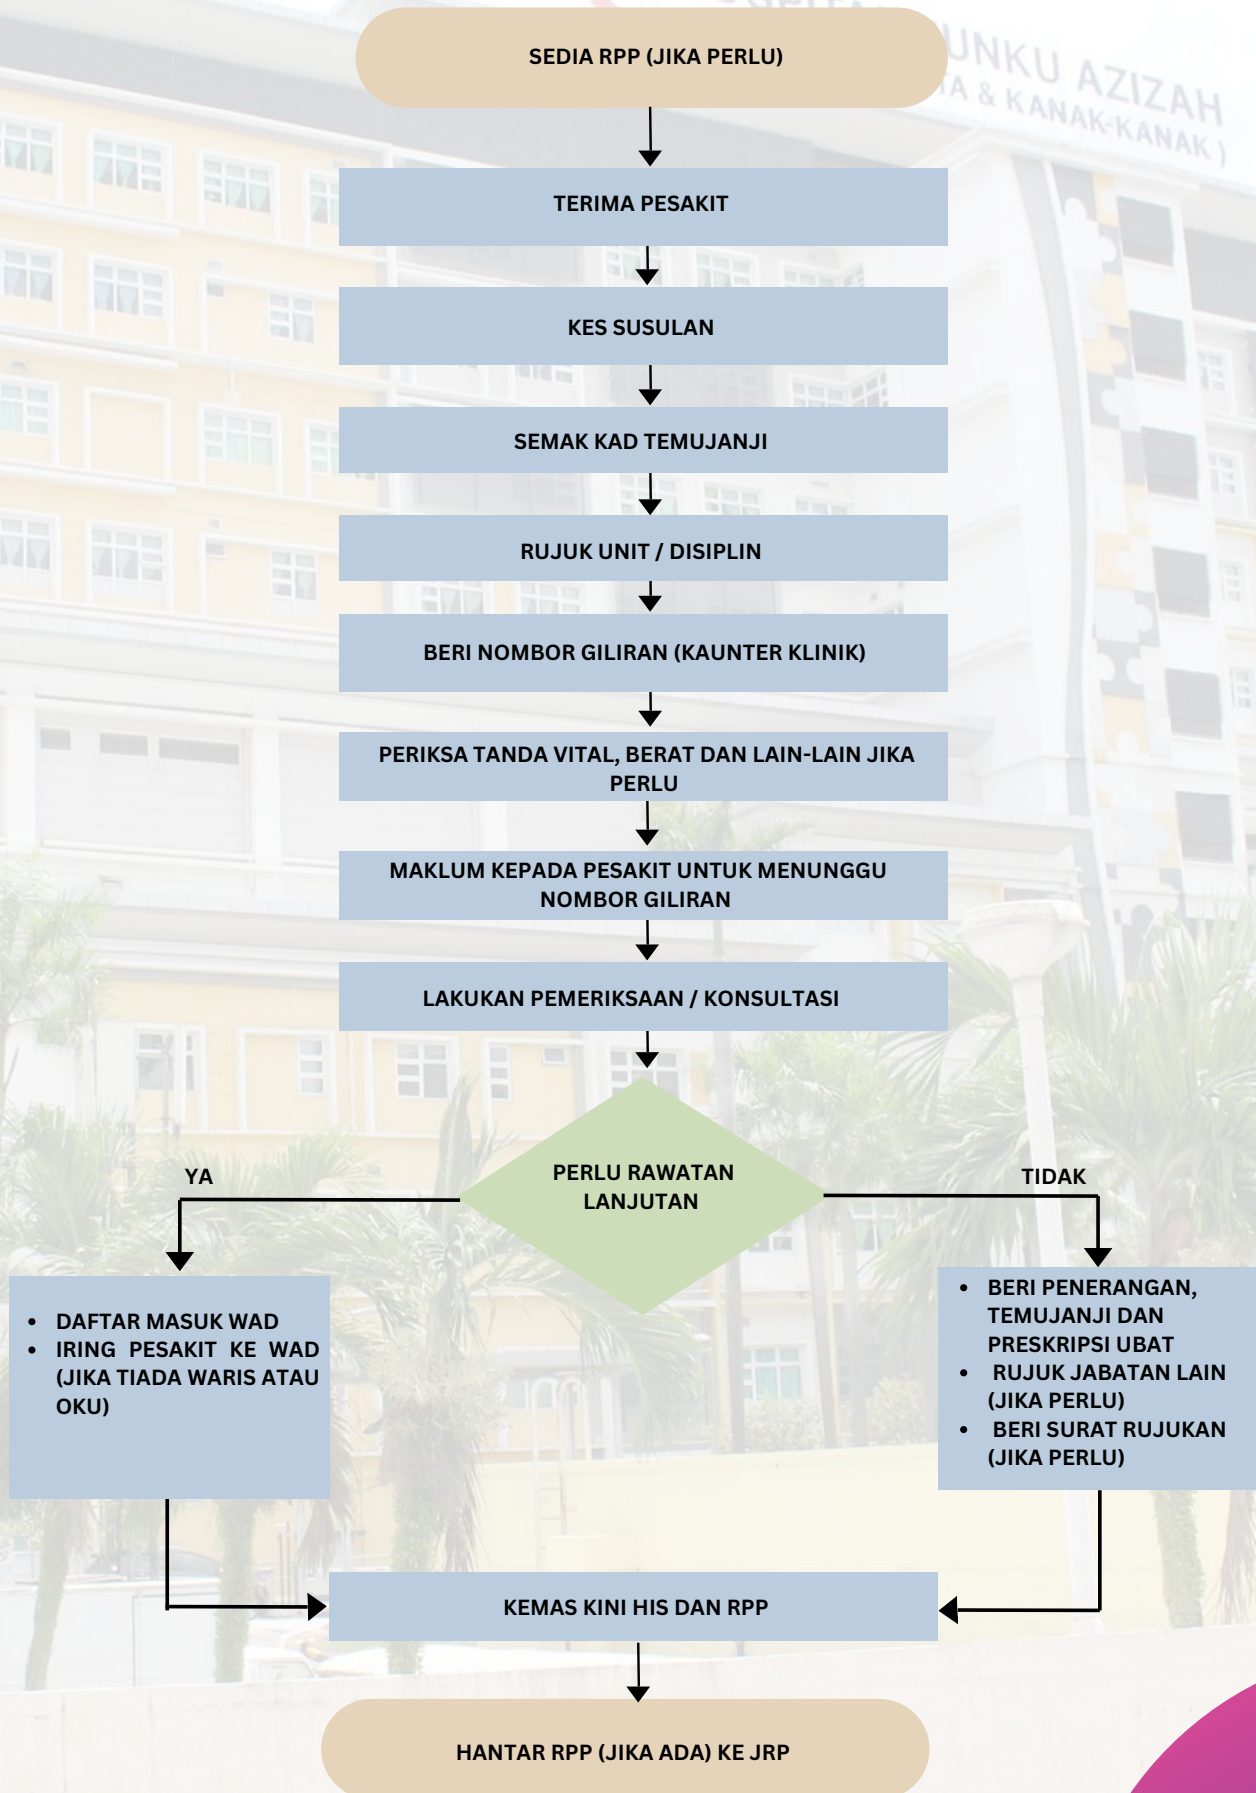 UNKU AZIZAH
TA & KANAK-KANAK )
SEDIA RPP (JIKA PERLU)
TERIMA PESAKIT
KES SUSULAN
SEMAK KAD TEMUJANJI
RUJUK UNIT / DISIPLIN
BERI NOMBOR GILIRAN (KAUNTER KLINIK)
PERIKSA TANDA VITAL, BERAT DAN LAIN-LAIN JIKA
PERLU
MAKLUM KEPADA PESAKIT UNTUK MENUNGGU
NOMBOR GILIRAN
LAKUKAN PEMERIKSAAN / KONSULTASI
PERLU RAWATAN
LANJUTAN
YA
TIDAK
• DAFTAR MASUK WAD
• IRING PESAKIT KE WAD
(JIKA TIADA WARIS ATAU
OKU)
• BERI PENERANGAN,
TEMUJANJI DAN
PRESKRIPSI UBAT
• RUJUK JABATAN LAIN
(JIKA PERLU)
• BERI SURAT RUJUKAN
(JIKA PERLU)
KEMAS KINI HIS DAN RPP
HANTAR RPP (JIKA ADA) KE JRP